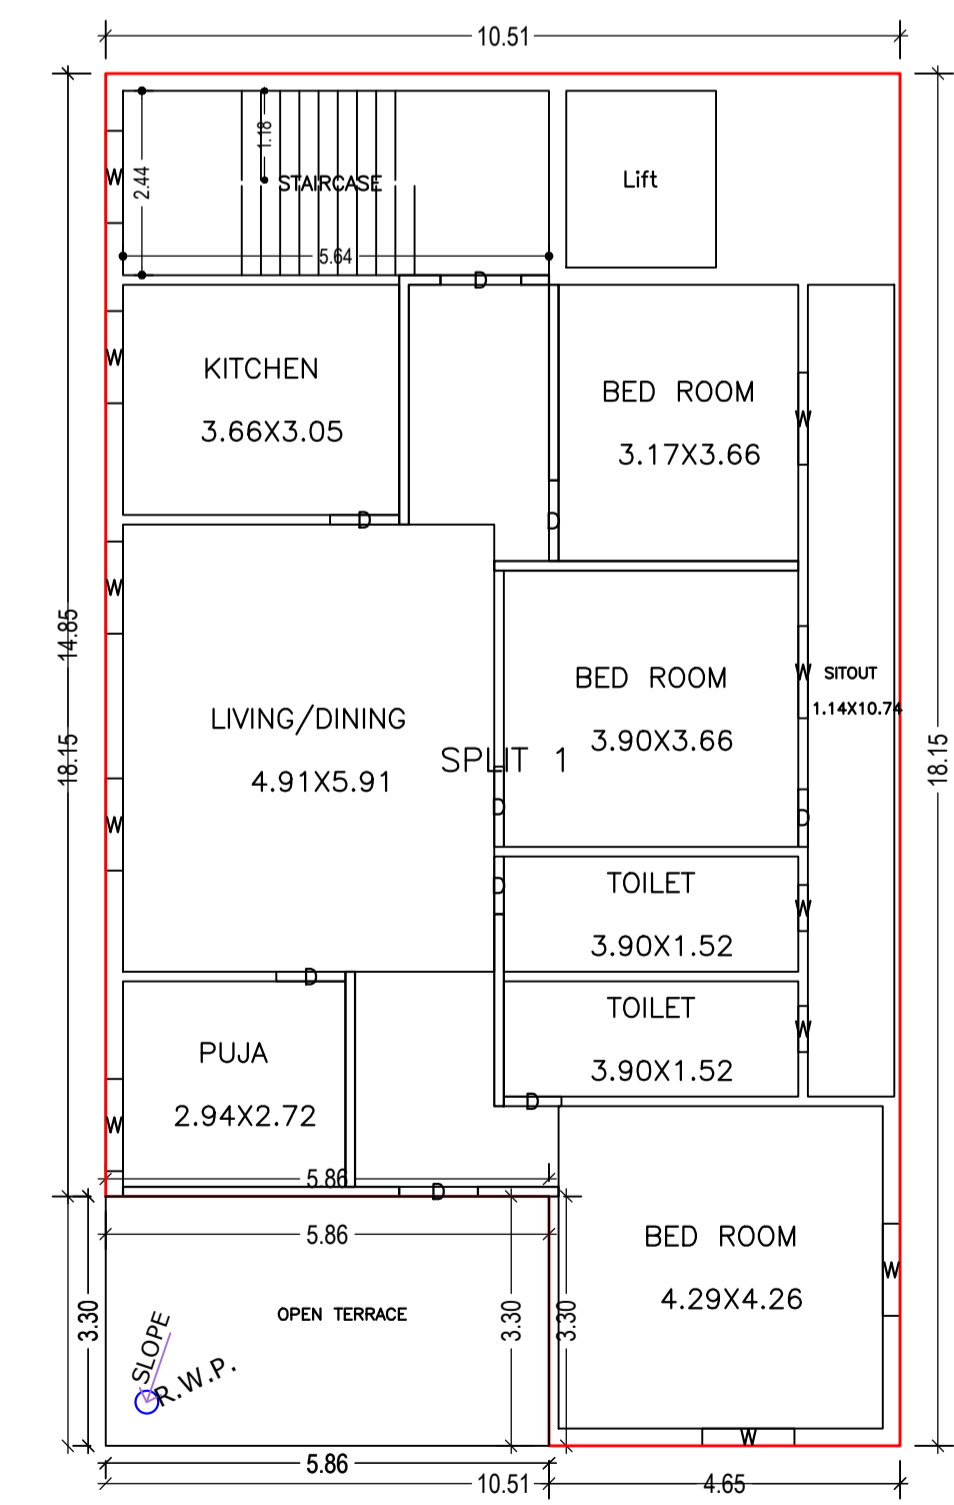 10.51
W
2.44
1.18
STAIRCASE
Lift
5.64
D
W
KITCHEN
3.66X3.05
BED ROOM
3.17X3.66
W
D
D
W
14.85
18.15
LIVING/DINING
4.91X5.91
SPLIT 1
BED ROOM
3.90X3.66
W
SITOUT
1.14X10.74
18.15
D
D
W
D
TOILET
3.90X1.52
W
D
TOILET
3.90X1.52
W
PUJA
2.94X2.72
W
D
5.86
D
5.86
BED ROOM
4.29X4.26
W
OPEN TERRACE
3.30
3.30
3.30
SLOPE
R.W.P.
W
5.86
10.51
4.65